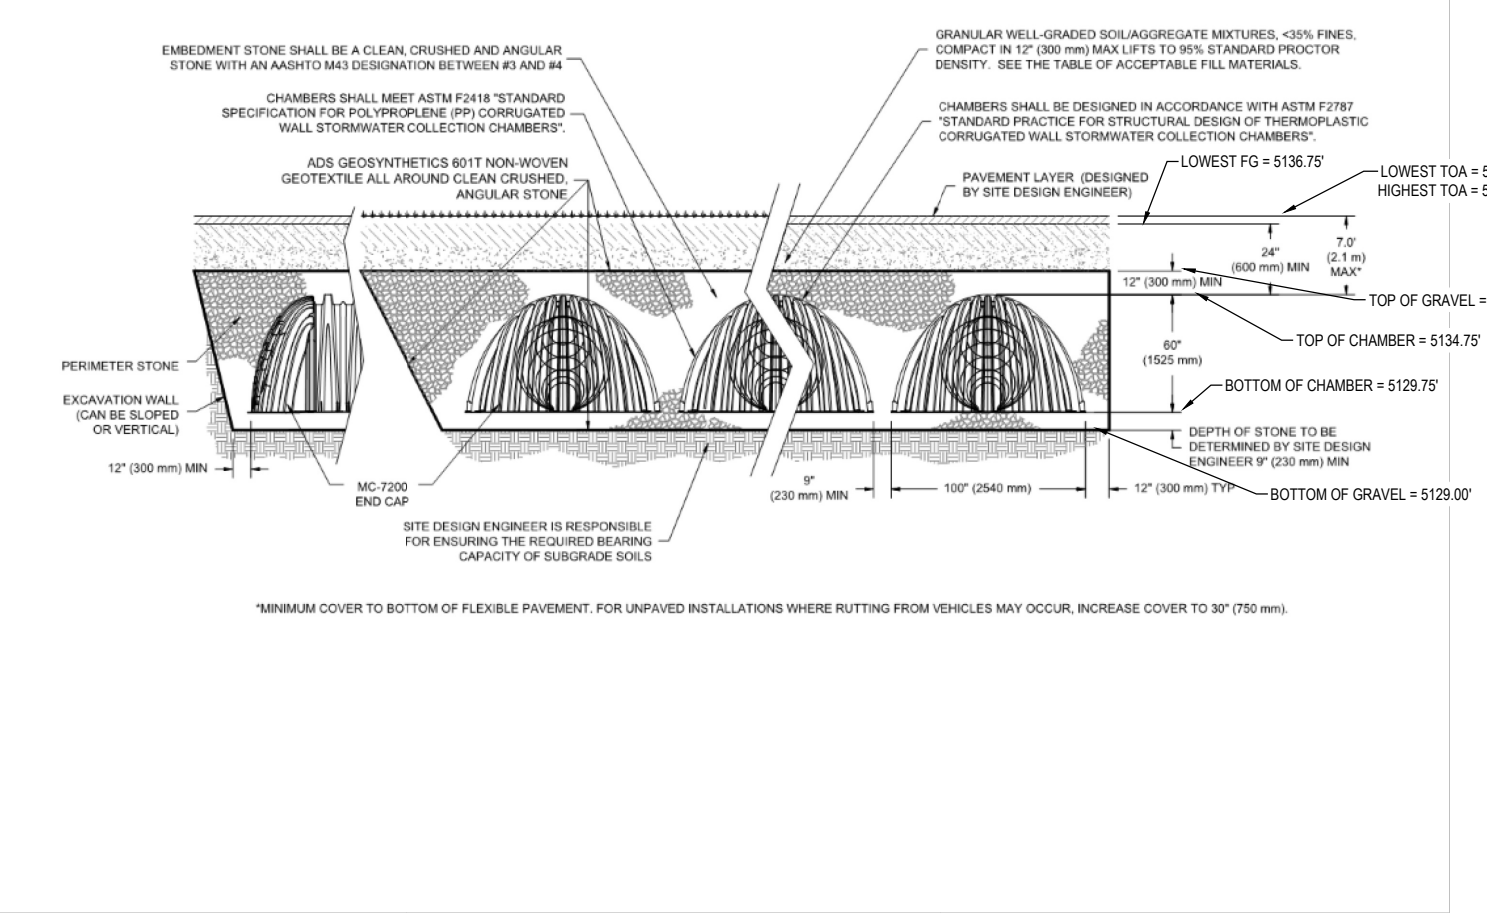 EMBEDMENT STONE SHALL BE A CLEAN, CRUSHED AND ANGULAR
STONE WITH AN AASHTO M43 DESIGNATION BETWEEN #3 AND #4
CHAMBERS SHALL MEET ASTM F2418 "STANDARD
SPECIFICATION FOR POLYPROPLENE (PP) CORRUGATED
WALL STORMWATER COLLECTION CHAMBERS".
ADS GEOSYNTHETICS 601T NON-WOVEN
GEOTEXTILE ALL AROUND CLEAN CRUSHED,
ANGULAR STONE
GRANULAR WELL-GRADED SOIL/AGGREGATE MIXTURES, <35% FINES,
COMPACT IN 12" (300 mm) MAX LIFTS TO 95% STANDARD PROCTOR
DENSITY. SEE THE TABLE OF ACCEPTABLE FILL MATERIALS.
CHAMBERS SHALL BE DESIGNED IN ACCORDANCE WITH ASTM F2787
"STANDARD PRACTICE FOR STRUCTURAL DESIGN OF THERMOPLASTIC
CORRUGATED WALL STORMWATER COLLECTION CHAMBERS".
LOWEST FG = 5136.75'
LOWEST TOA = 5
HIGHEST TOA = 5
PAVEMENT LAYER (DESIGNED
BY SITE DESIGN ENGINEER)
7.0'
(2.1 m)
MAX*
24"
(600 mm) MIN
12" (300 mm) MIN
TOP OF GRAVEL =
TOP OF CHAMBER = 5134.75'
60"
(1525 mm)
BOTTOM OF CHAMBER = 5129.75'
PERIMETER STONE
EXCAVATION WALL
(CAN BE SLOPED
OR VERTICAL)
12" (300 mm) MIN
MC-7200
END CAP
DEPTH OF STONE TO BE
DETERMINED BY SITE DESIGN
ENGINEER 9" (230 mm) MIN
9"
(230 mm) MIN
100" (2540 mm)
12" (300 mm) TYP
BOTTOM OF GRAVEL = 5129.00'
SITE DESIGN ENGINEER IS RESPONSIBLE
FOR ENSURING THE REQUIRED BEARING
CAPACITY OF SUBGRADE SOILS
*MINIMUM COVER TO BOTTOM OF FLEXIBLE PAVEMENT. FOR UNPAVED INSTALLATIONS WHERE RUTTING FROM VEHICLES MAY OCCUR, INCREASE COVER TO 30" (750 mm).